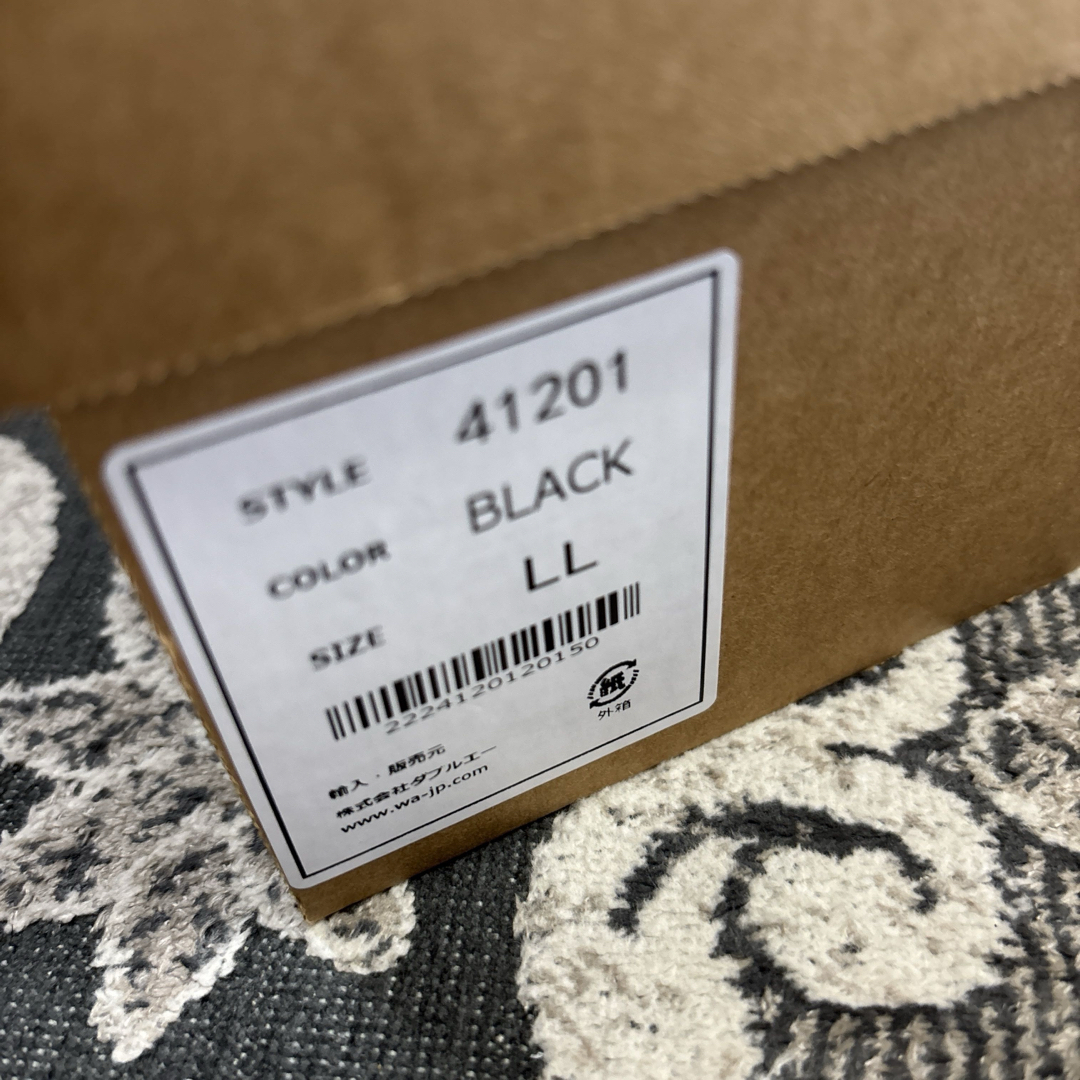 STYLE 41201
COLOR BLACK
SIZE LL
2224120120150
紙
外箱
輸入・販売元
株式会社ダブルエー
www.wa-jp.com